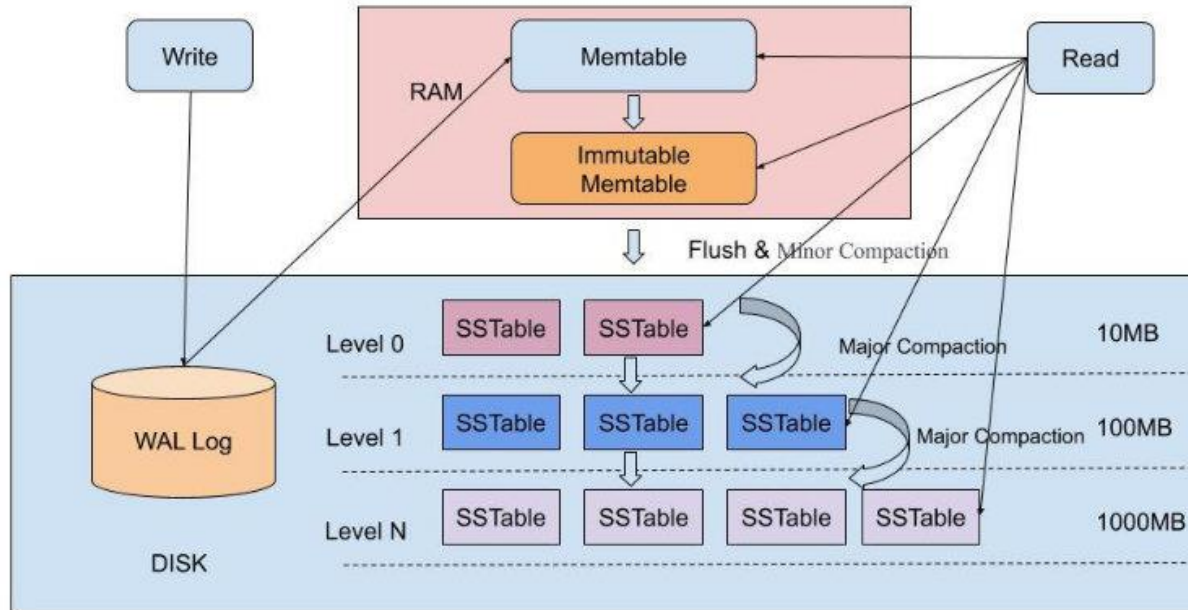 Write
Memtable
Read
RAM
Immutable
Memtable
Flush & Minor Compaction
Level 0
SSTable
SSTable
Major Compaction
10MB
WAL Log
Level 1
SSTable
SSTable
SSTable
Major Compaction
100MB
Level N
SSTable
SSTable
SSTable
SSTable
1000MB
DISK